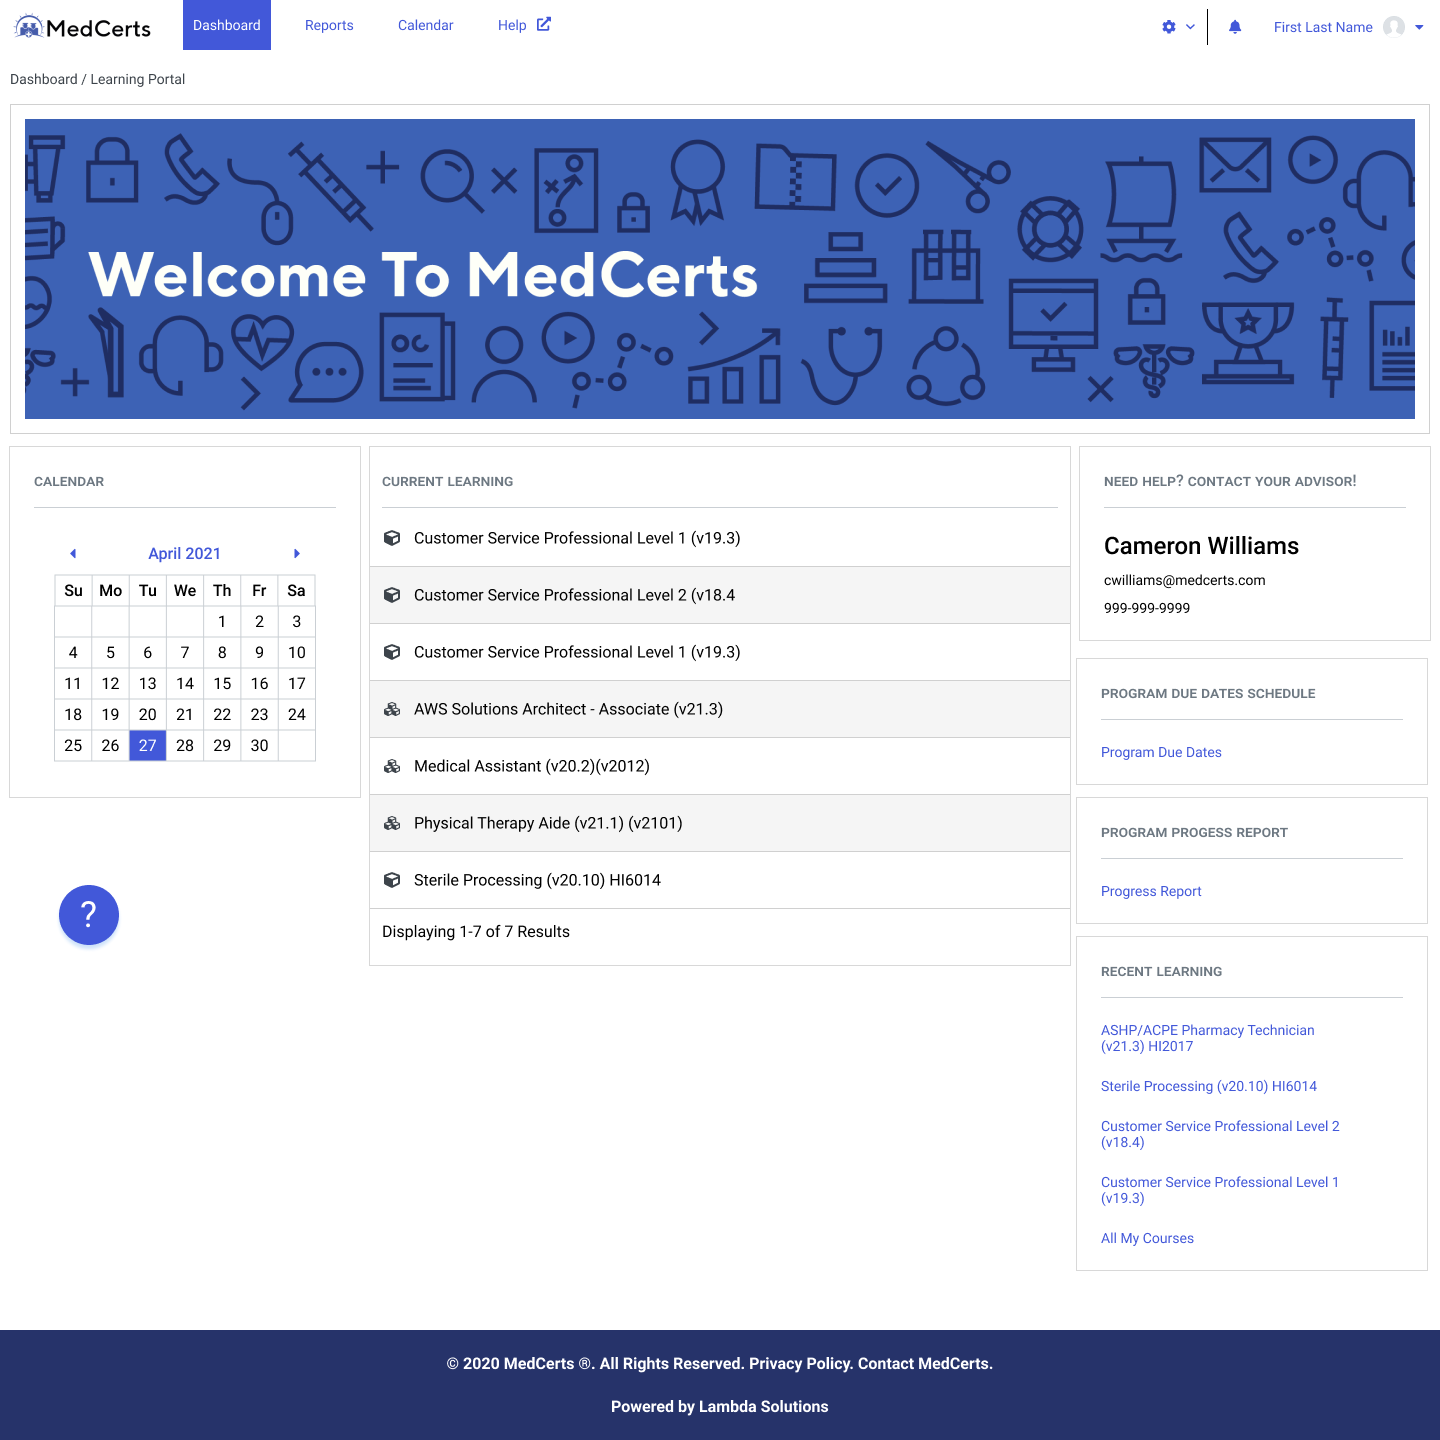 MedCerts
Dashboard
Reports
Calendar
Help
First Last Name
Dashboard / Learning Portal
Welcome To MedCerts
CALENDAR
April 2021
Su Mo Tu We Th Fr Sa
1 2 3
4 5 6 7 8 9 10
11 12 13 14 15 16 17
18 19 20 21 22 23 24
25 26 27 28 29 30
?
CURRENT LEARNING
Customer Service Professional Level 1 (v19.3)
Customer Service Professional Level 2 (v18.4
Customer Service Professional Level 1 (v19.3)
AWS Solutions Architect - Associate (v21.3)
Medical Assistant (v20.2)(v2012)
Physical Therapy Aide (v21.1) (v2101)
Sterile Processing (v20.10) HI6014
Displaying 1-7 of 7 Results
NEED HELP? CONTACT YOUR ADVISOR!
Cameron Williams
cwilliams@medcerts.com
999-999-9999
PROGRAM DUE DATES SCHEDULE
Program Due Dates
PROGRAM PROGESS REPORT
Progress Report
RECENT LEARNING
ASHP/ACPE Pharmacy Technician
(v21.3) HI2017
Sterile Processing (v20.10) HI6014
Customer Service Professional Level 2
(v18.4)
Customer Service Professional Level 1
(v19.3)
All My Courses
© 2020 MedCerts ®. All Rights Reserved. Privacy Policy. Contact MedCerts.
Powered by Lambda Solutions